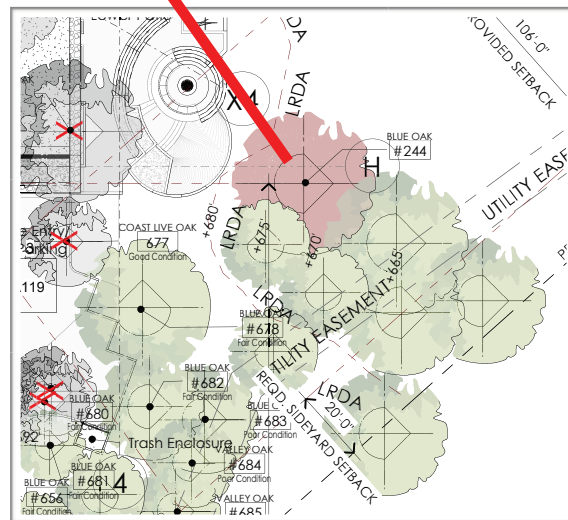 106'-0"
PROVIDED SETBACK
LRDA
X4
BLUE OAK
#244
H
UTILITY EASE
+680
LRDA
+675
+670
+665'
COAST LIVE OAK
677
Good Condition
e Entry/
Parking
.119
LRDA
BLUE OAK
#678
Fair Condition
UTILITY EASEMENT
BLUE OAK
#682
Fair Condition
LRDA
20'-0"
REQD. SIDEYARD SETBACK
BLUE OAK
#680
Fair Condition
#683
Poor Condition
Trash Enclosure
VALLEY OAK
#684
Poor Condition
BLUE OAK
#681
Fair Condition
4
BLUE OAK
#656
Fair Condition
VALLEY OAK
#685